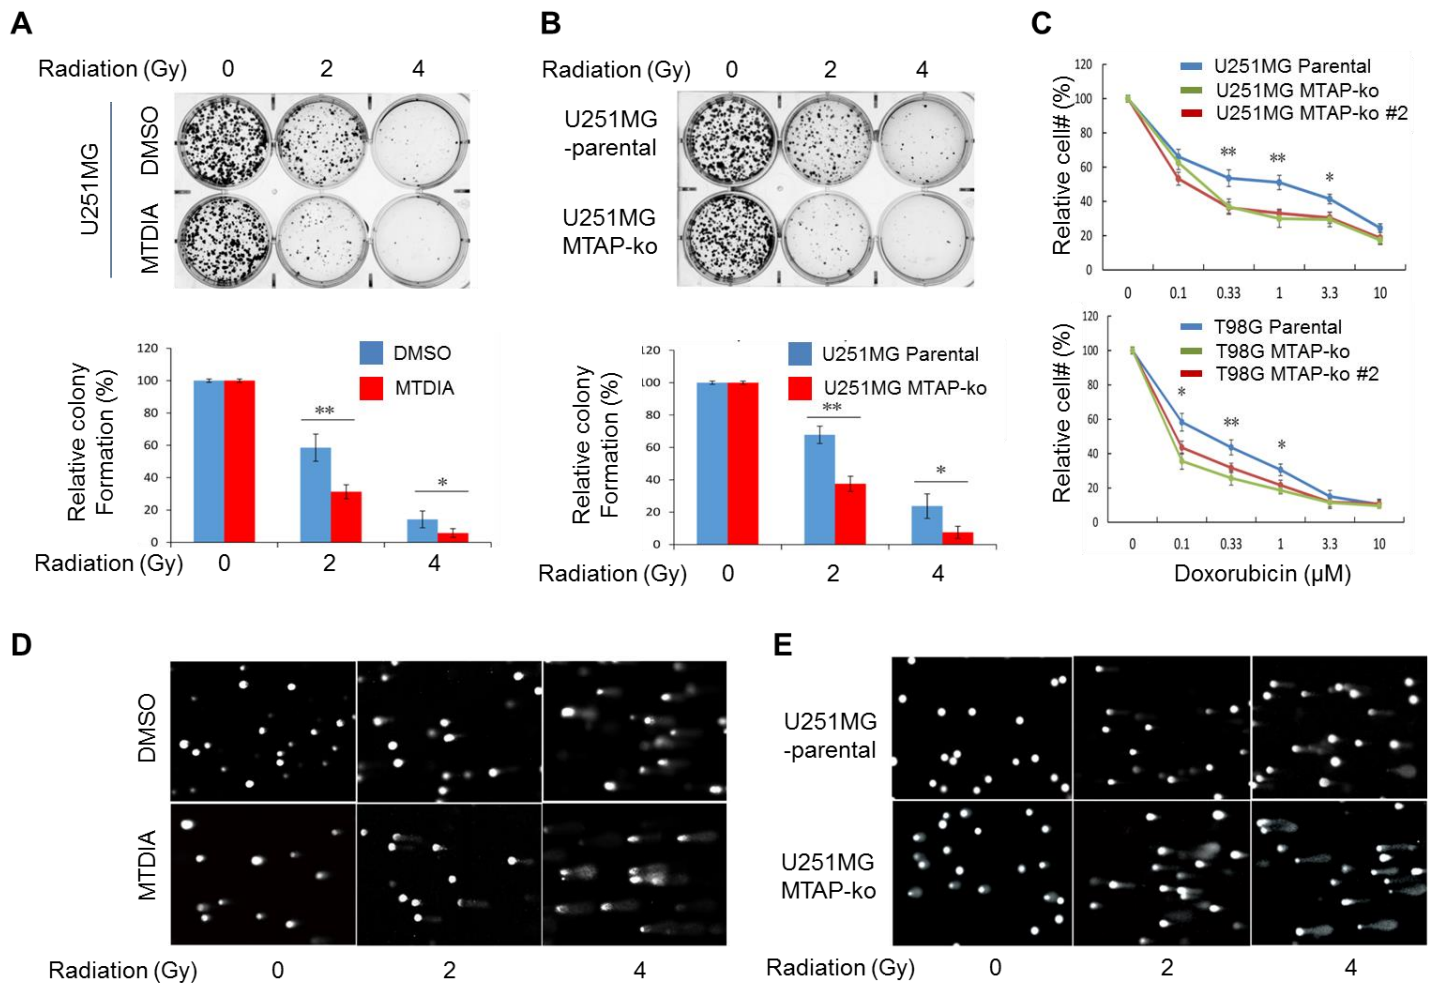 A
Radiation (Gy) 0 2 4
U251MG
DMSO
MTDIA
Relative colony
Formation (%)
120
100
80
60
40
20
0
DMSO
MTDIA
**
*
Radiation (Gy) 0 2 4
B
Radiation (Gy) 0 2 4
U251MG
-parental
U251MG
MTAP-ko
Relative colony
Formation (%)
120
100
80
60
40
20
0
U251MG Parental
U251MG MTAP-ko
**
*
Radiation (Gy) 0 2 4
C
Relative cell# (%)
120
100
80
60
40
20
0
U251MG Parental
U251MG MTAP-ko
U251MG MTAP-ko #2
** ** *
0 0.1 0.33 1 3.3 10
Relative cell# (%)
120
100
80
60
40
20
0
T98G Parental
T98G MTAP-ko
T98G MTAP-ko #2
* ** *
0 0.1 0.33 1 3.3 10
Doxorubicin (µM)
D
DMSO
MTDIA
Radiation (Gy) 0 2 4
E
U251MG
-parental
U251MG
MTAP-ko
Radiation (Gy) 0 2 4